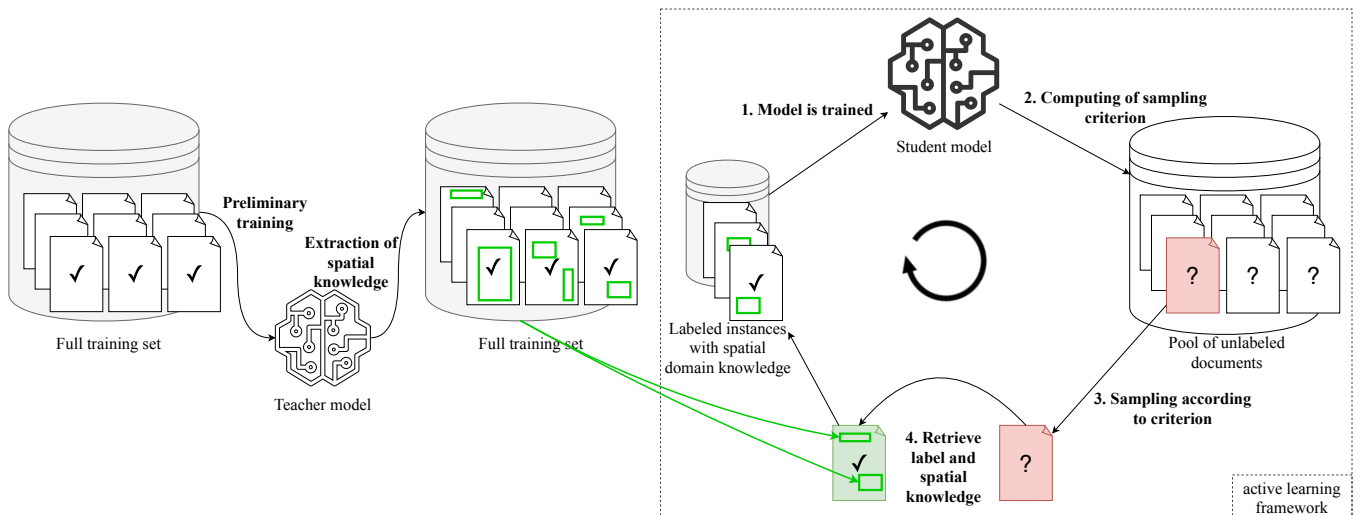 Preliminary
training
Full training set
Teacher model
Extraction of
spatial
knowledge
Full training set
1. Model is trained
Student model
2. Computing of sampling
criterion
Labeled instances
with spatial
domain knowledge
?
?
?
Pool of unlabeled
documents
3. Sampling according
to criterion
?
4. Retrieve
label and
spatial
knowledge
active learning
framework